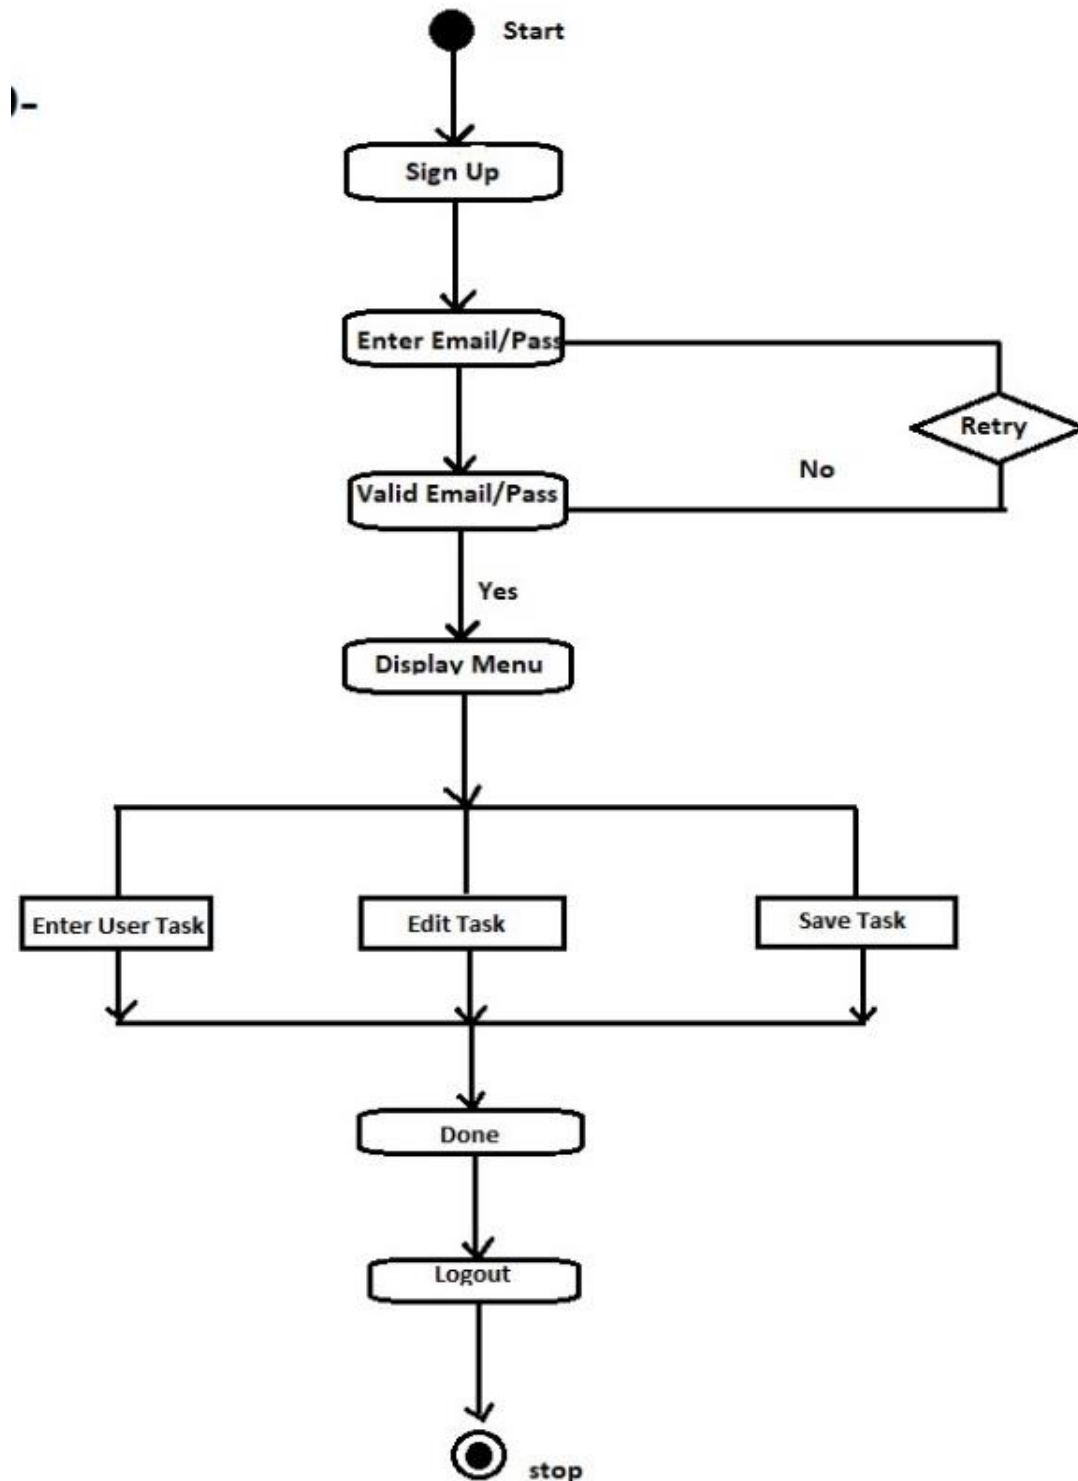 Start
Sign Up
Enter Email/Pass
Retry
No
Valid Email/Pass
Yes
Display Menu
Enter User Task
Edit Task
Save Task
Done
Logout
stop